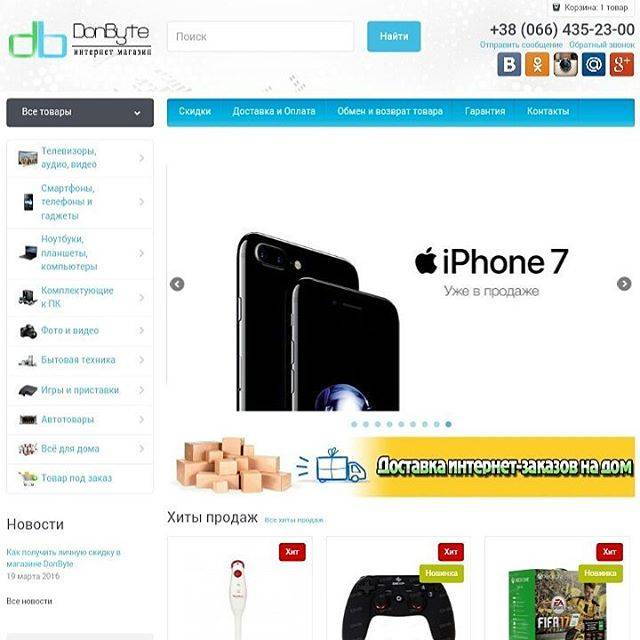 Корзина: 1 товар
DonByte
интернет магазин
Поиск
Найти
+38 (066) 435-23-00
Отправить сообщение Обратный звонок
Все товары
Скидки Доставка и Оплата Обмен и возврат товара Гарантия Контакты
Телевизоры,
аудио, видео
Смартфоны,
телефоны и
гаджеты
Ноутбуки,
планшеты,
компьютеры
Комплектующие
к ПК
Фото и видео
Бытовая техника
Игры и приставки
Автотовары
Всё для дома
Товар под заказ
iPhone 7
Уже в продаже
Доставка интернет-заказов на дом
Новости
Как получить личную скидку в
магазине DonByte
19 марта 2016
Все новости
Хиты продаж Все хиты продаж
Хит
Хит
Новинка
Хит
Новинка
XBOX ONE
EA
SPORTS
FIFA 17